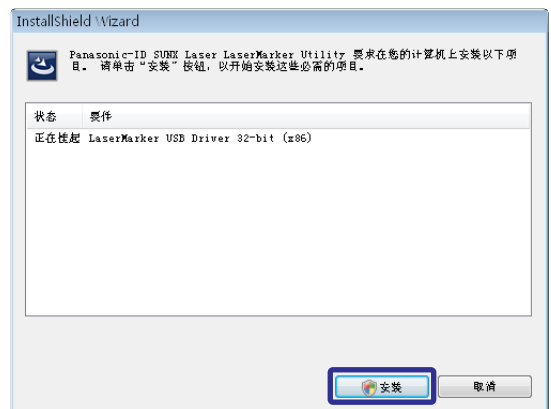 InstallShield Wizard
Panasonic-ID SUNX Laser LaserMarker Utility 要求在您的计算机上安装以下项
目。 请单击“安装”按钮，以开始安装这些必需的项目。
状态 要件
正在挂起 LaserMarker USB Driver 32-bit (x86)
安装 取消